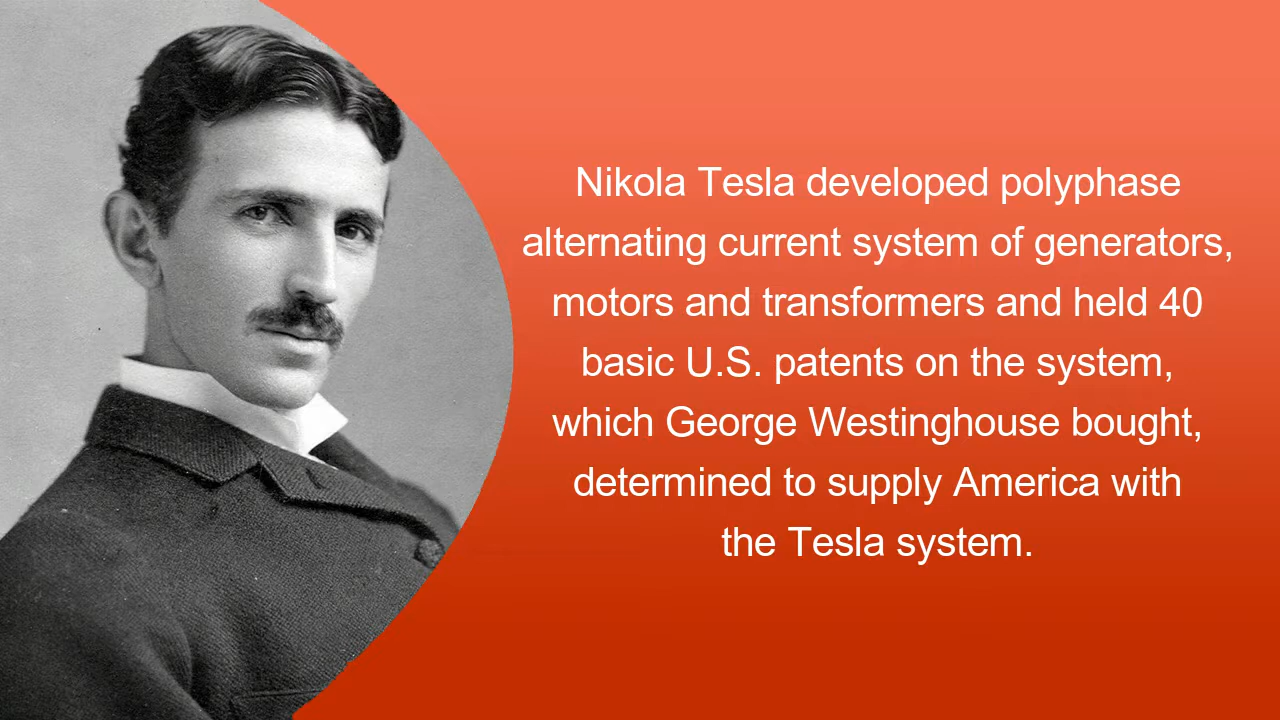 Nikola Tesla developed polyphase
alternating current system of generators,
motors and transformers and held 40
basic U.S. patents on the system,
which George Westinghouse bought,
determined to supply America with
the Tesla system.